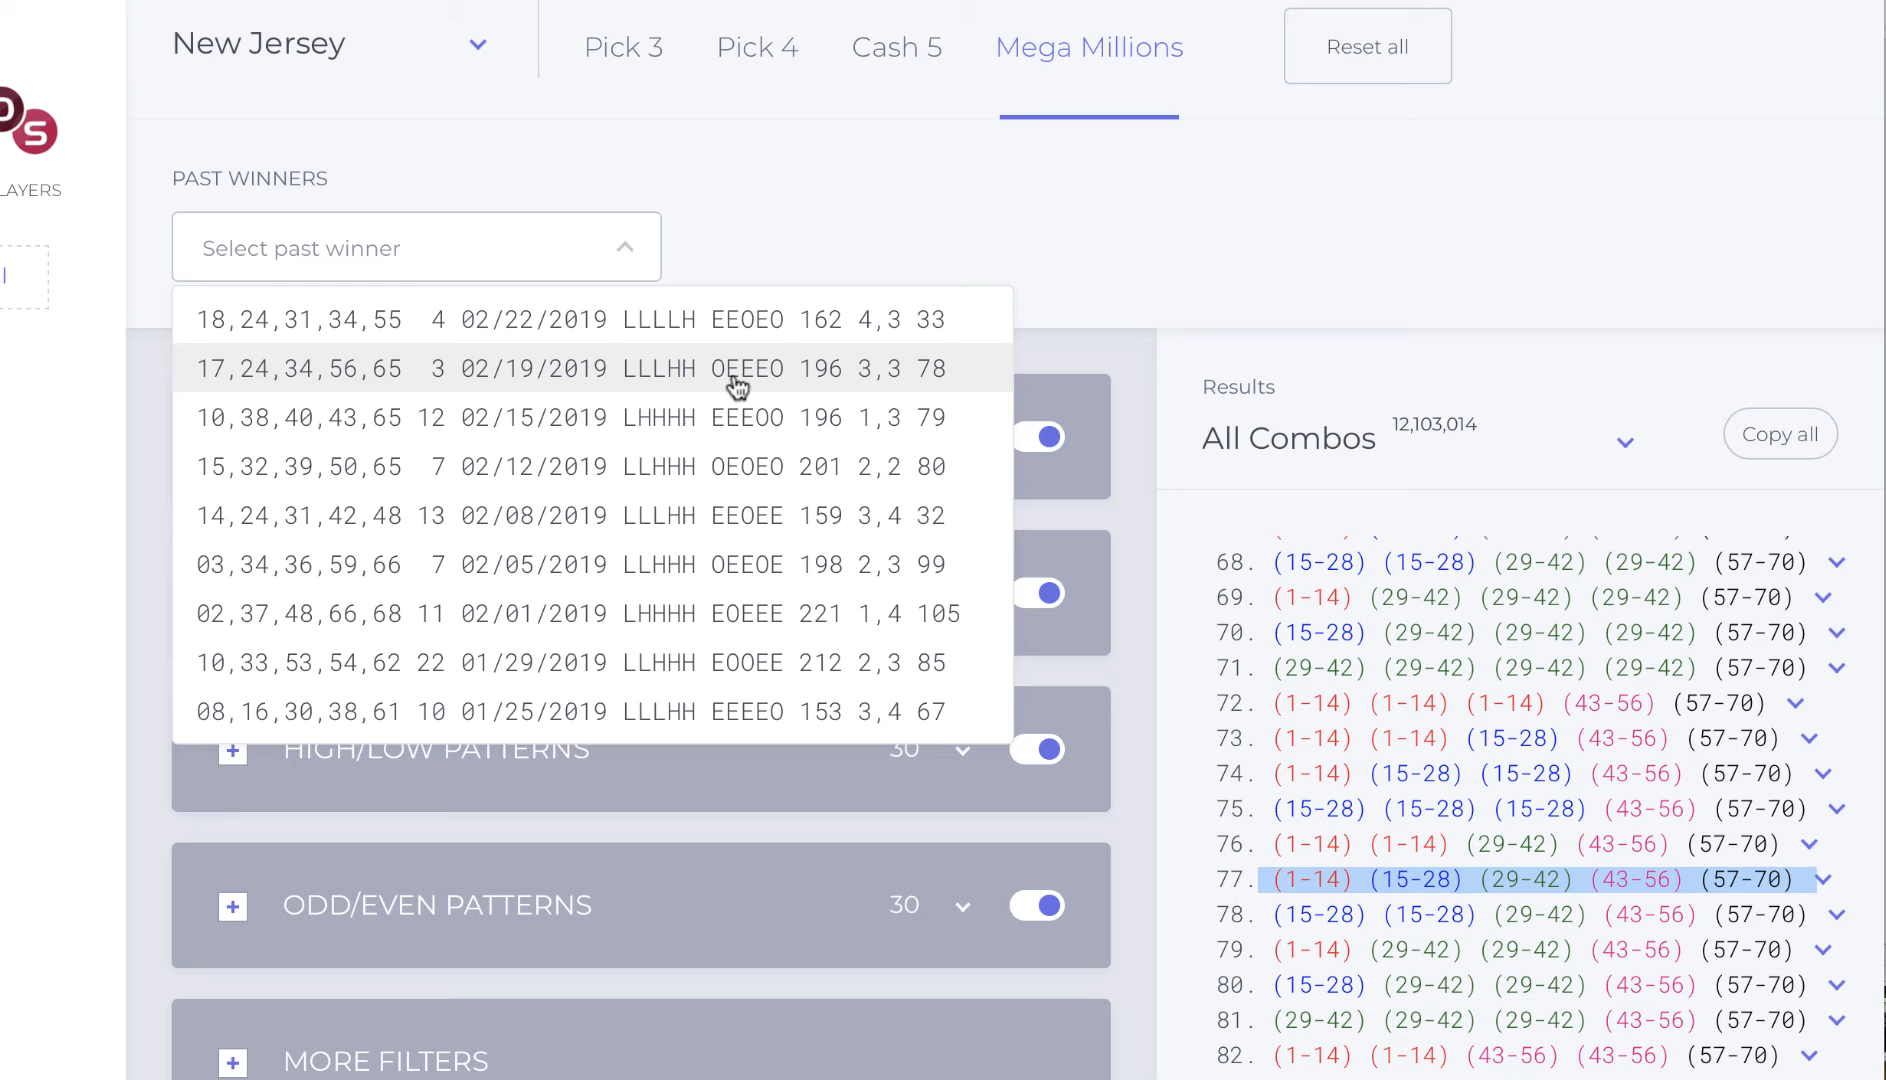 New Jersey
Pick 3
Pick 4
Cash 5
Mega Millions
Reset all
S
LAYERS
PAST WINNERS
Select past winner
18,24,31,34,55 4 02/22/2019 LLLLH EEOEO 162 4,3 33
17,24,34,56,65 3 02/19/2019 LLLHH OEEEO 196 3,3 78
10,38,40,43,65 12 02/15/2019 LHHHH EEEOO 196 1,3 79
15,32,39,50,65 7 02/12/2019 LLHHH OEOEO 201 2,2 80
14,24,31,42,48 13 02/08/2019 LLLHH EEOEE 159 3,4 32
03,34,36,59,66 7 02/05/2019 LLHHH OEEOE 198 2,3 99
02,37,48,66,68 11 02/01/2019 LHHHH EOEEE 221 1,4 105
10,33,53,54,62 22 01/29/2019 LLHHH EOOEE 212 2,3 85
08,16,30,38,61 10 01/25/2019 LLLHH EEEEO 153 3,4 67
HIGH/LOW PATTERNS 30
ODD/EVEN PATTERNS 30
MORE FILTERS
Results
All Combos 12,103,014
Copy all
68. (15-28) (15-28) (29-42) (29-42) (57-70)
69. (1-14) (29-42) (29-42) (29-42) (57-70)
70. (15-28) (29-42) (29-42) (29-42) (57-70)
71. (29-42) (29-42) (29-42) (29-42) (57-70)
72. (1-14) (1-14) (1-14) (43-56) (57-70)
73. (1-14) (1-14) (15-28) (43-56) (57-70)
74. (1-14) (15-28) (15-28) (43-56) (57-70)
75. (15-28) (15-28) (15-28) (43-56) (57-70)
76. (1-14) (1-14) (29-42) (43-56) (57-70)
77. (1-14) (15-28) (29-42) (43-56) (57-70)
78. (15-28) (15-28) (29-42) (43-56) (57-70)
79. (1-14) (29-42) (29-42) (43-56) (57-70)
80. (15-28) (29-42) (29-42) (43-56) (57-70)
81. (29-42) (29-42) (29-42) (43-56) (57-70)
82. (1-14) (1-14) (43-56) (43-56) (57-70)